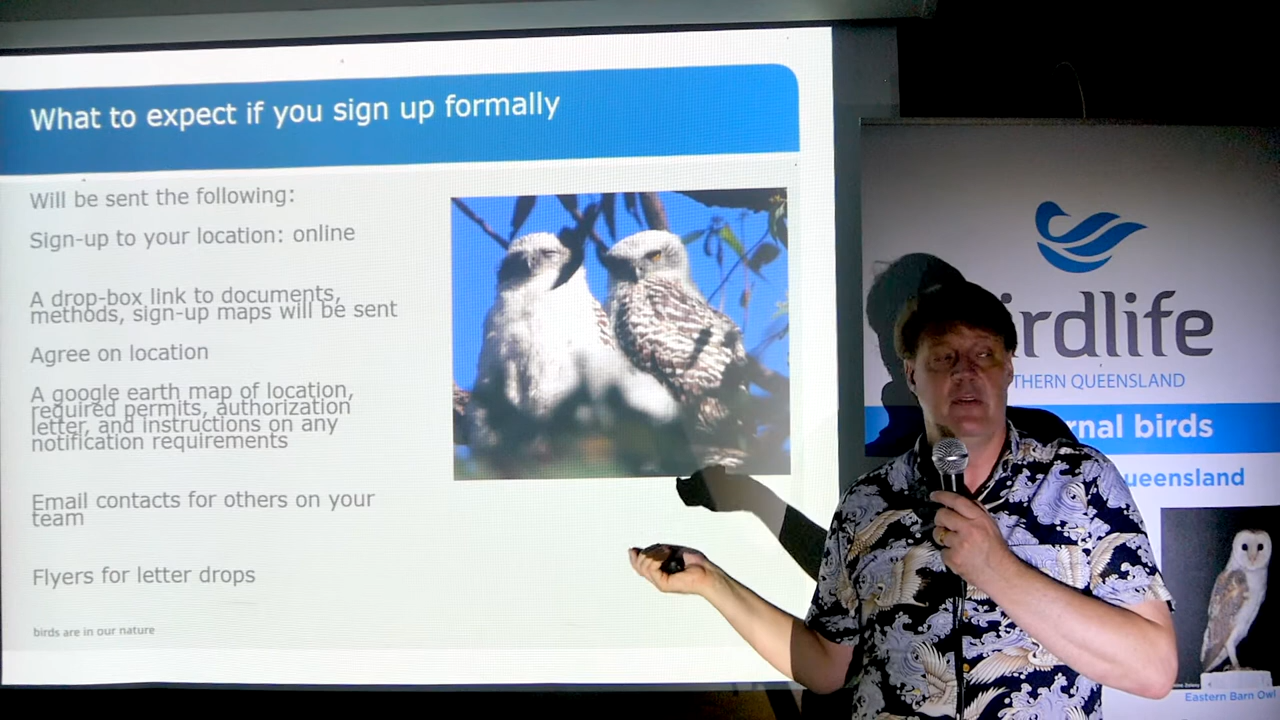 What to expect if you sign up formally
Will be sent the following:
Sign-up to your location: online
A drop-box link to documents,
methods, sign-up maps will be sent
Agree on location
A google earth map of location,
required permits, authorization
letter, and instructions on any
notification requirements
Email contacts for others on your
team
Flyers for letter drops
birds are in our nature
irdlife
THERN QUEENSLAND
rnal birds
ueensland
Eastern Barn Owl